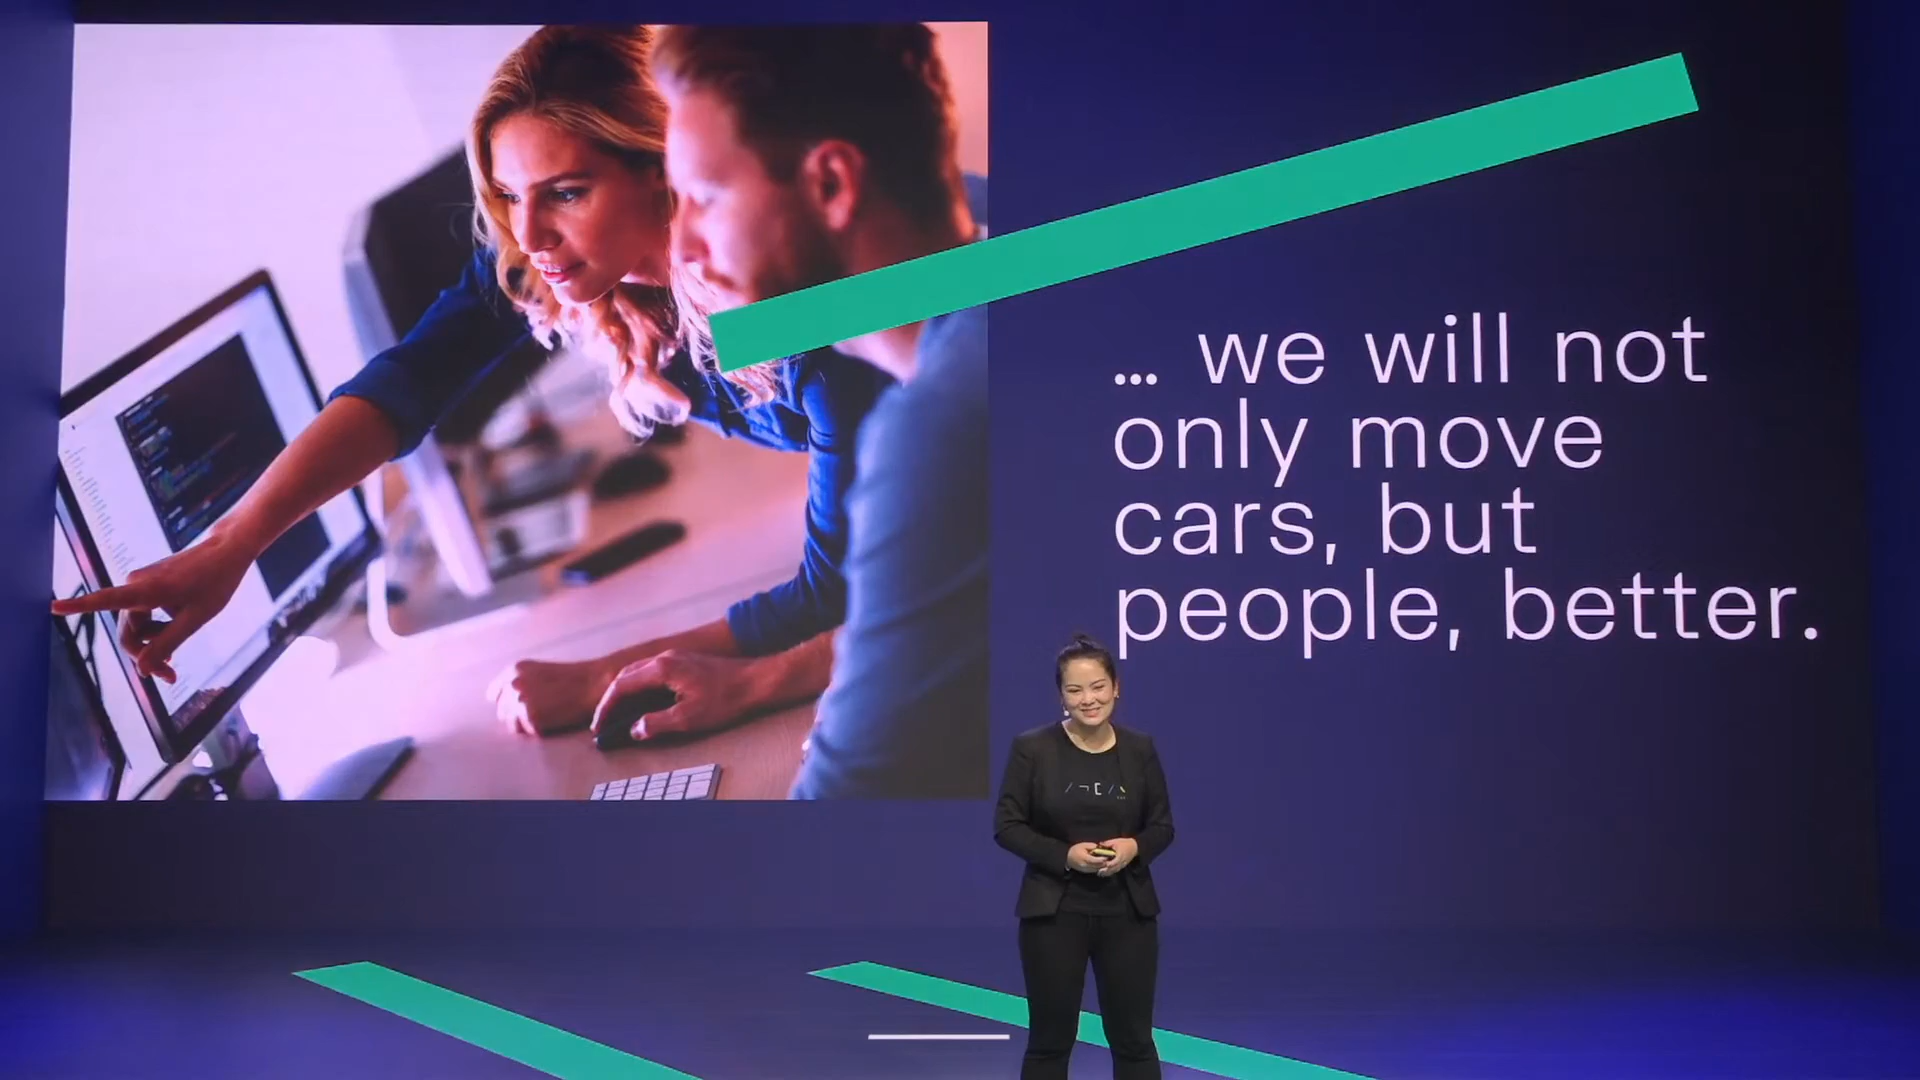 … we will not
only move
cars, but
people, better.